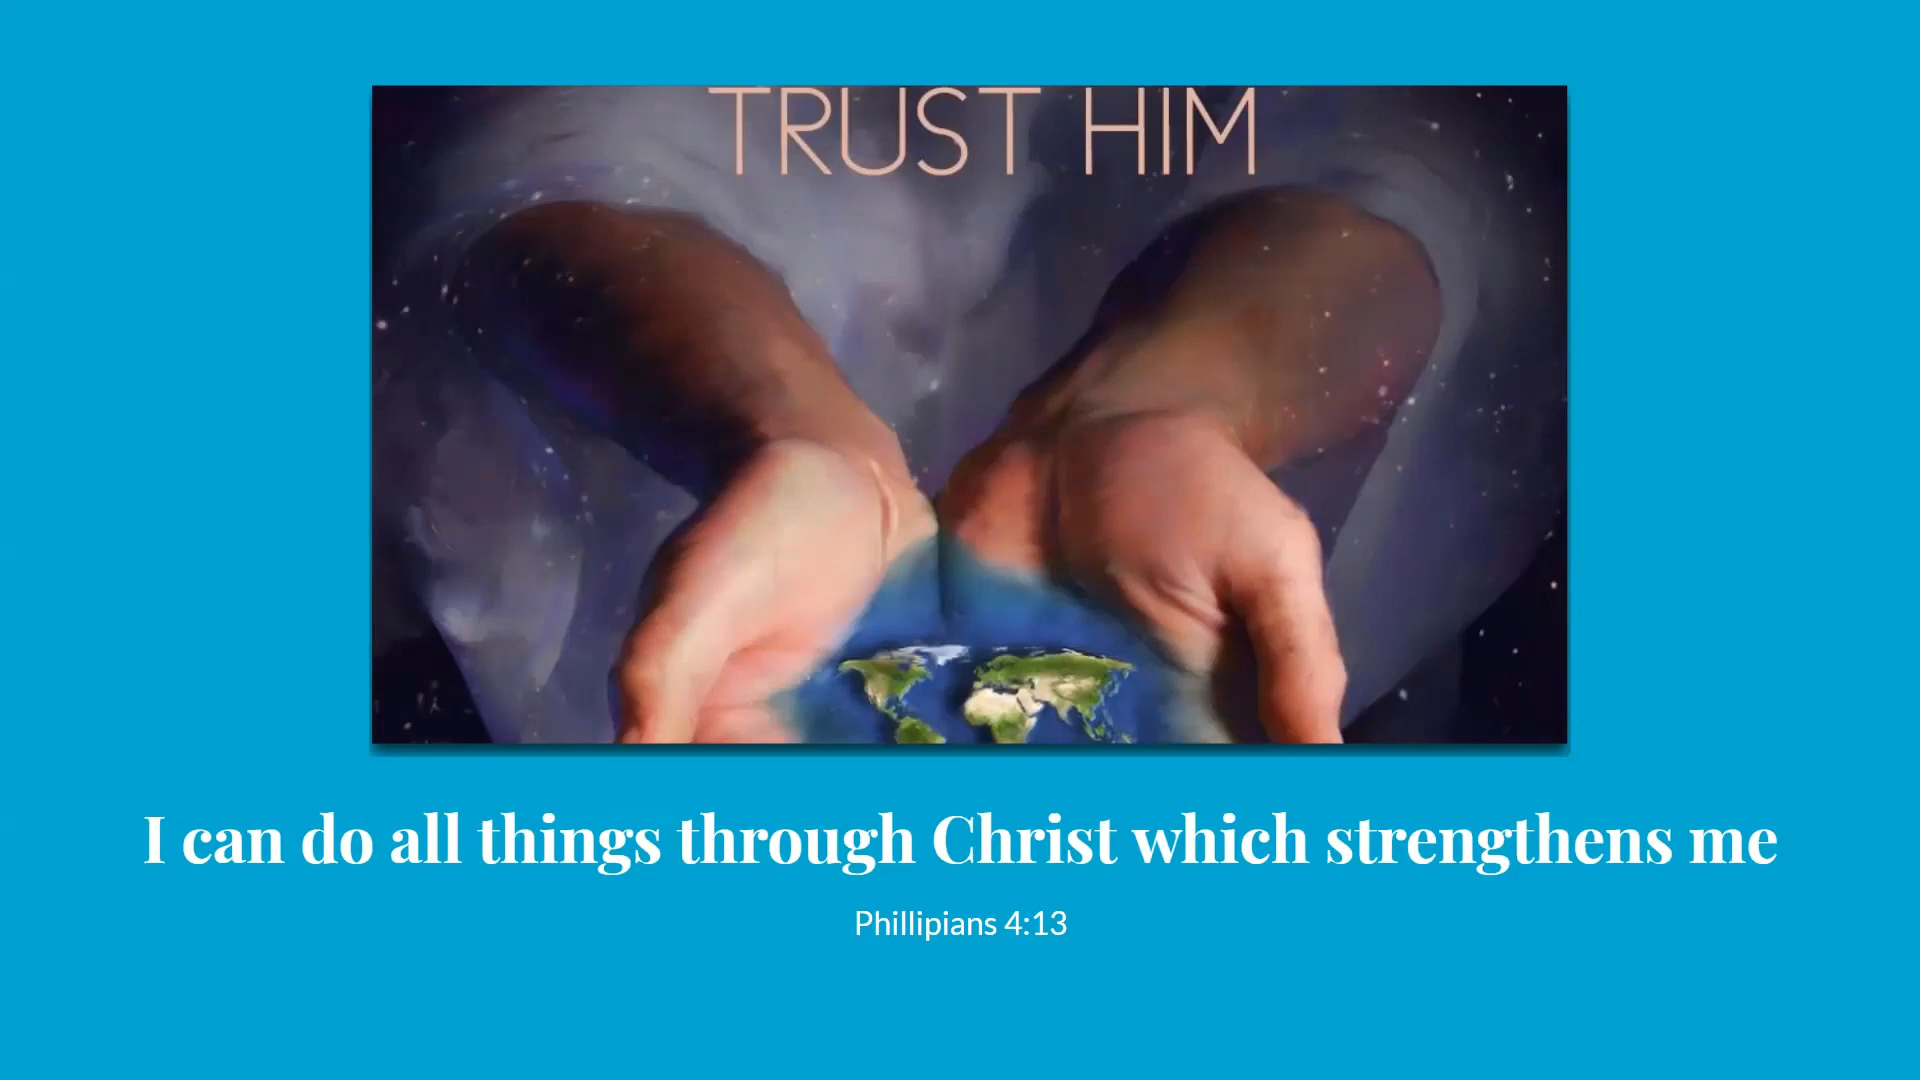 TRUST HIM
I can do all things through Christ which strengthens me
Phillipians 4:13